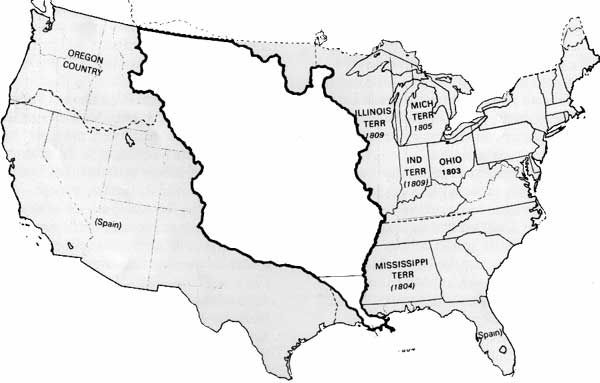 OREGON
COUNTRY
ILLINOIS
TERR
1809
MICH
TERR
1805
IND
TERR
(1809)
OHIO
1803
(Spain)
MISSISSIPPI
TERR
(1804)
(Spain)